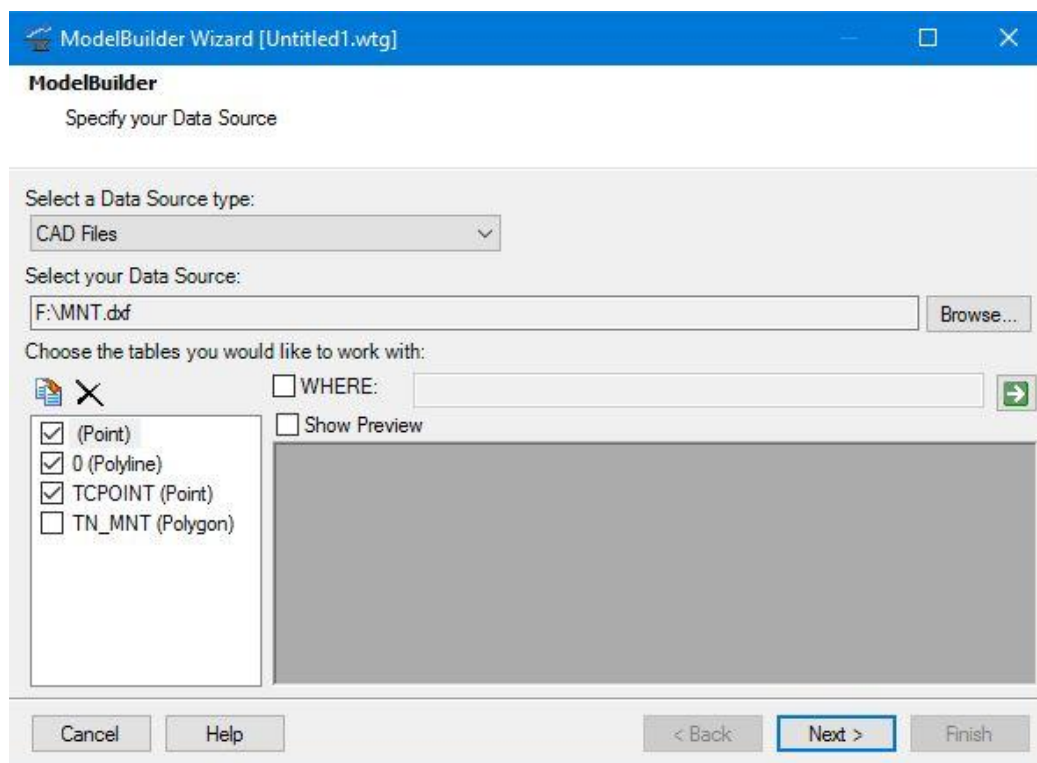 ModelBuilder Wizard [Untitled1.wtg]
ModelBuilder
Specify your Data Source
Select a Data Source type:
CAD Files
Select your Data Source:
F:\MNT.dxf
Browse...
Choose the tables you would like to work with:
WHERE:
Show Preview
(Point)
0 (Polyline)
TCPOINT (Point)
TN_MNT (Polygon)
Cancel
Help
< Back
Next >
Finish